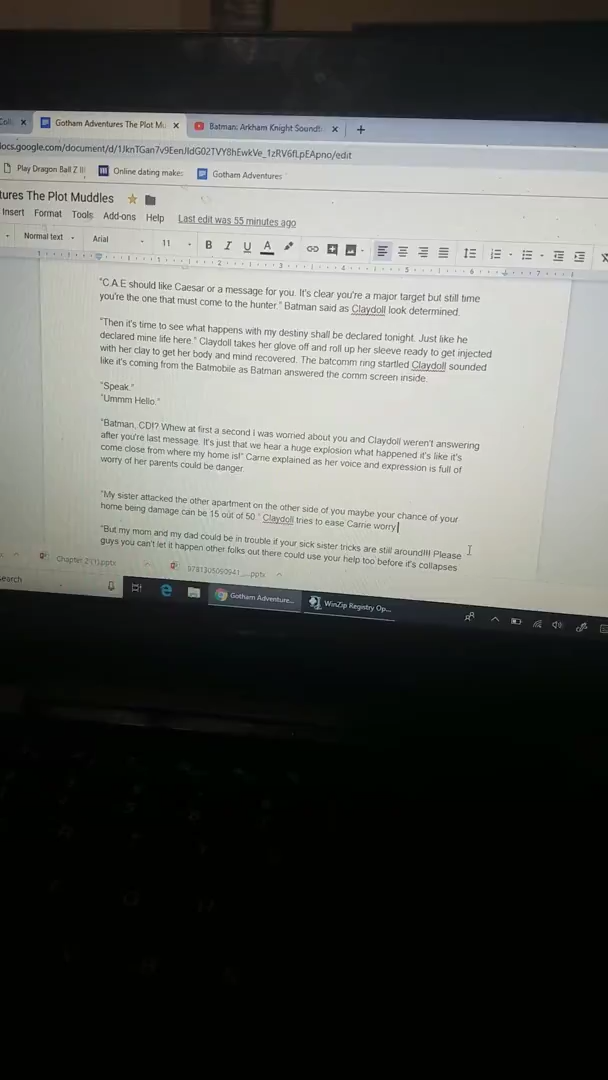 Gotham Adventures The Plot Mu
Batman: Arkham Knight Soundt
ocs.google.com/document/d/1JknTGan7v9EenJIdG02TVY8hEwkVe_1zRV6fLpEApno/edit
Play Dragon Ball Z II
Online dating make:
Gotham Adventures
tures The Plot Muddles
Insert Format Tools Add-ons Help Last edit was 55 minutes ago
Normal text Arial 11 B I U A
"C.A.E should like Caesar or a message for you. It's clear you're a major target but still time
you're the one that must come to the hunter." Batman said as Claydoll look determined.
"Then it's time to see what happens with my destiny shall be declared tonight. Just like he
declared mine life here." Claydoll takes her glove off and roll up her sleeve ready to get injected
with her clay to get her body and mind recovered. The batcomm ring startled Claydoll sounded
like it's coming from the Batmobile as Batman answered the comm screen inside.
"Speak."
"Ummm Hello."
"Batman, CD!? Whew at first a second I was worried about you and Claydoll weren't answering
after you're last message. It's just that we hear a huge explosion what happened it's like it's
come close from where my home is!" Carrie explained as her voice and expression is full of
worry of her parents could be danger.
"My sister attacked the other apartment on the other side of you maybe your chance of your
home being damage can be 15 out of 50." Claydoll tries to ease Carrie worry
"But my mom and my dad could be in trouble if your sick sister tricks are still around!!! Please
guys you can't let it happen other folks out there could use your help too before it's collapses
Chapter 2 (1).pptx
9781305090941_....pptx
search
Gotham Adventure...
WinZip Registry Op...